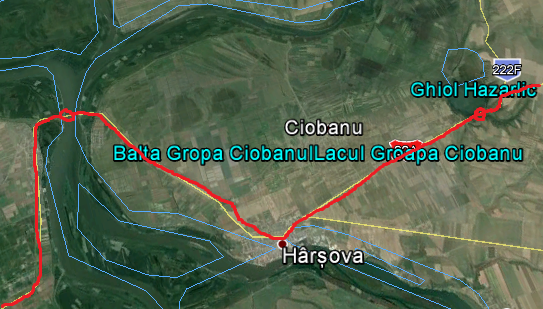 222F
Ghiol Hazarlic
Ciobanu
Balta Gropa CiobanulLacul Groapa Ciobanu
Hârșova